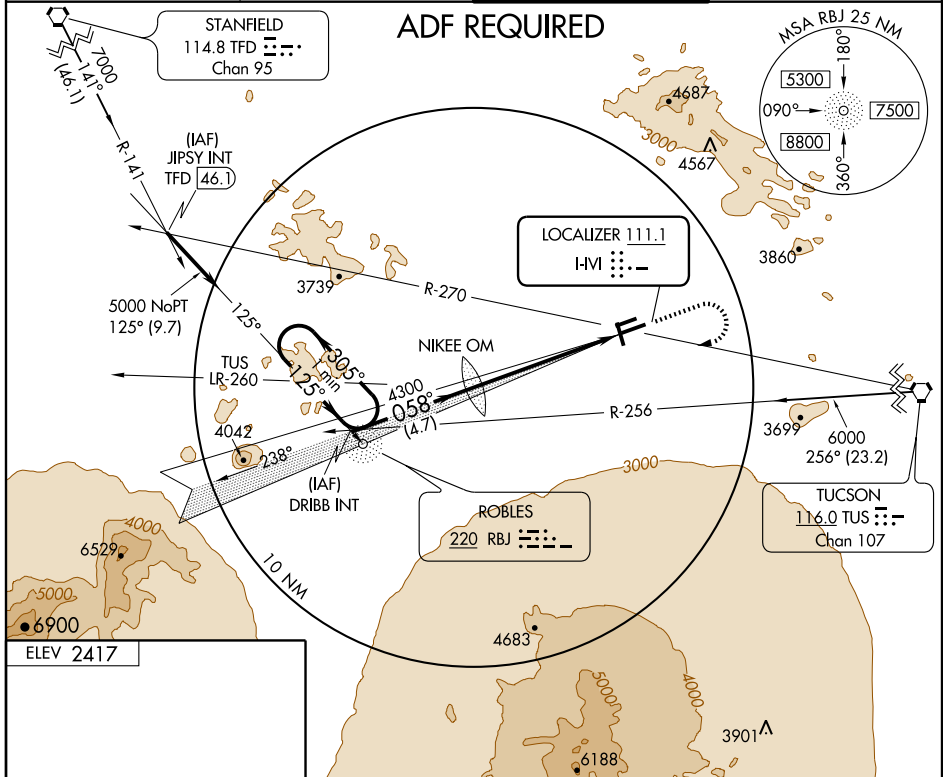 ADF REQUIRED
STANFIELD
114.8 TFD
Chan 95
7000
141°
(46.1)
R-141
(IAF)
JIPSY INT
TFD 46.1
5000 NoPT
125° (9.7)
125°
MSA RBJ 25 NM
180°
5300
090°
7500
8800
360°
4687
3000
4567
3860
LOCALIZER 111.1
I-IVI
3739
R-270
NIKEE OM
TUS
LR-260
305°
1 min
125°
4300
058°
(4.7)
R-256
4042
238°
(IAF)
DRIBB INT
3699
6000
256° (23.2)
3000
ROBLES
220 RBJ
TUCSON
116.0 TUS
Chan 107
4000
6529
5000
6900
10 NM
4683
5000
4000
3901
6188
ELEV 2417